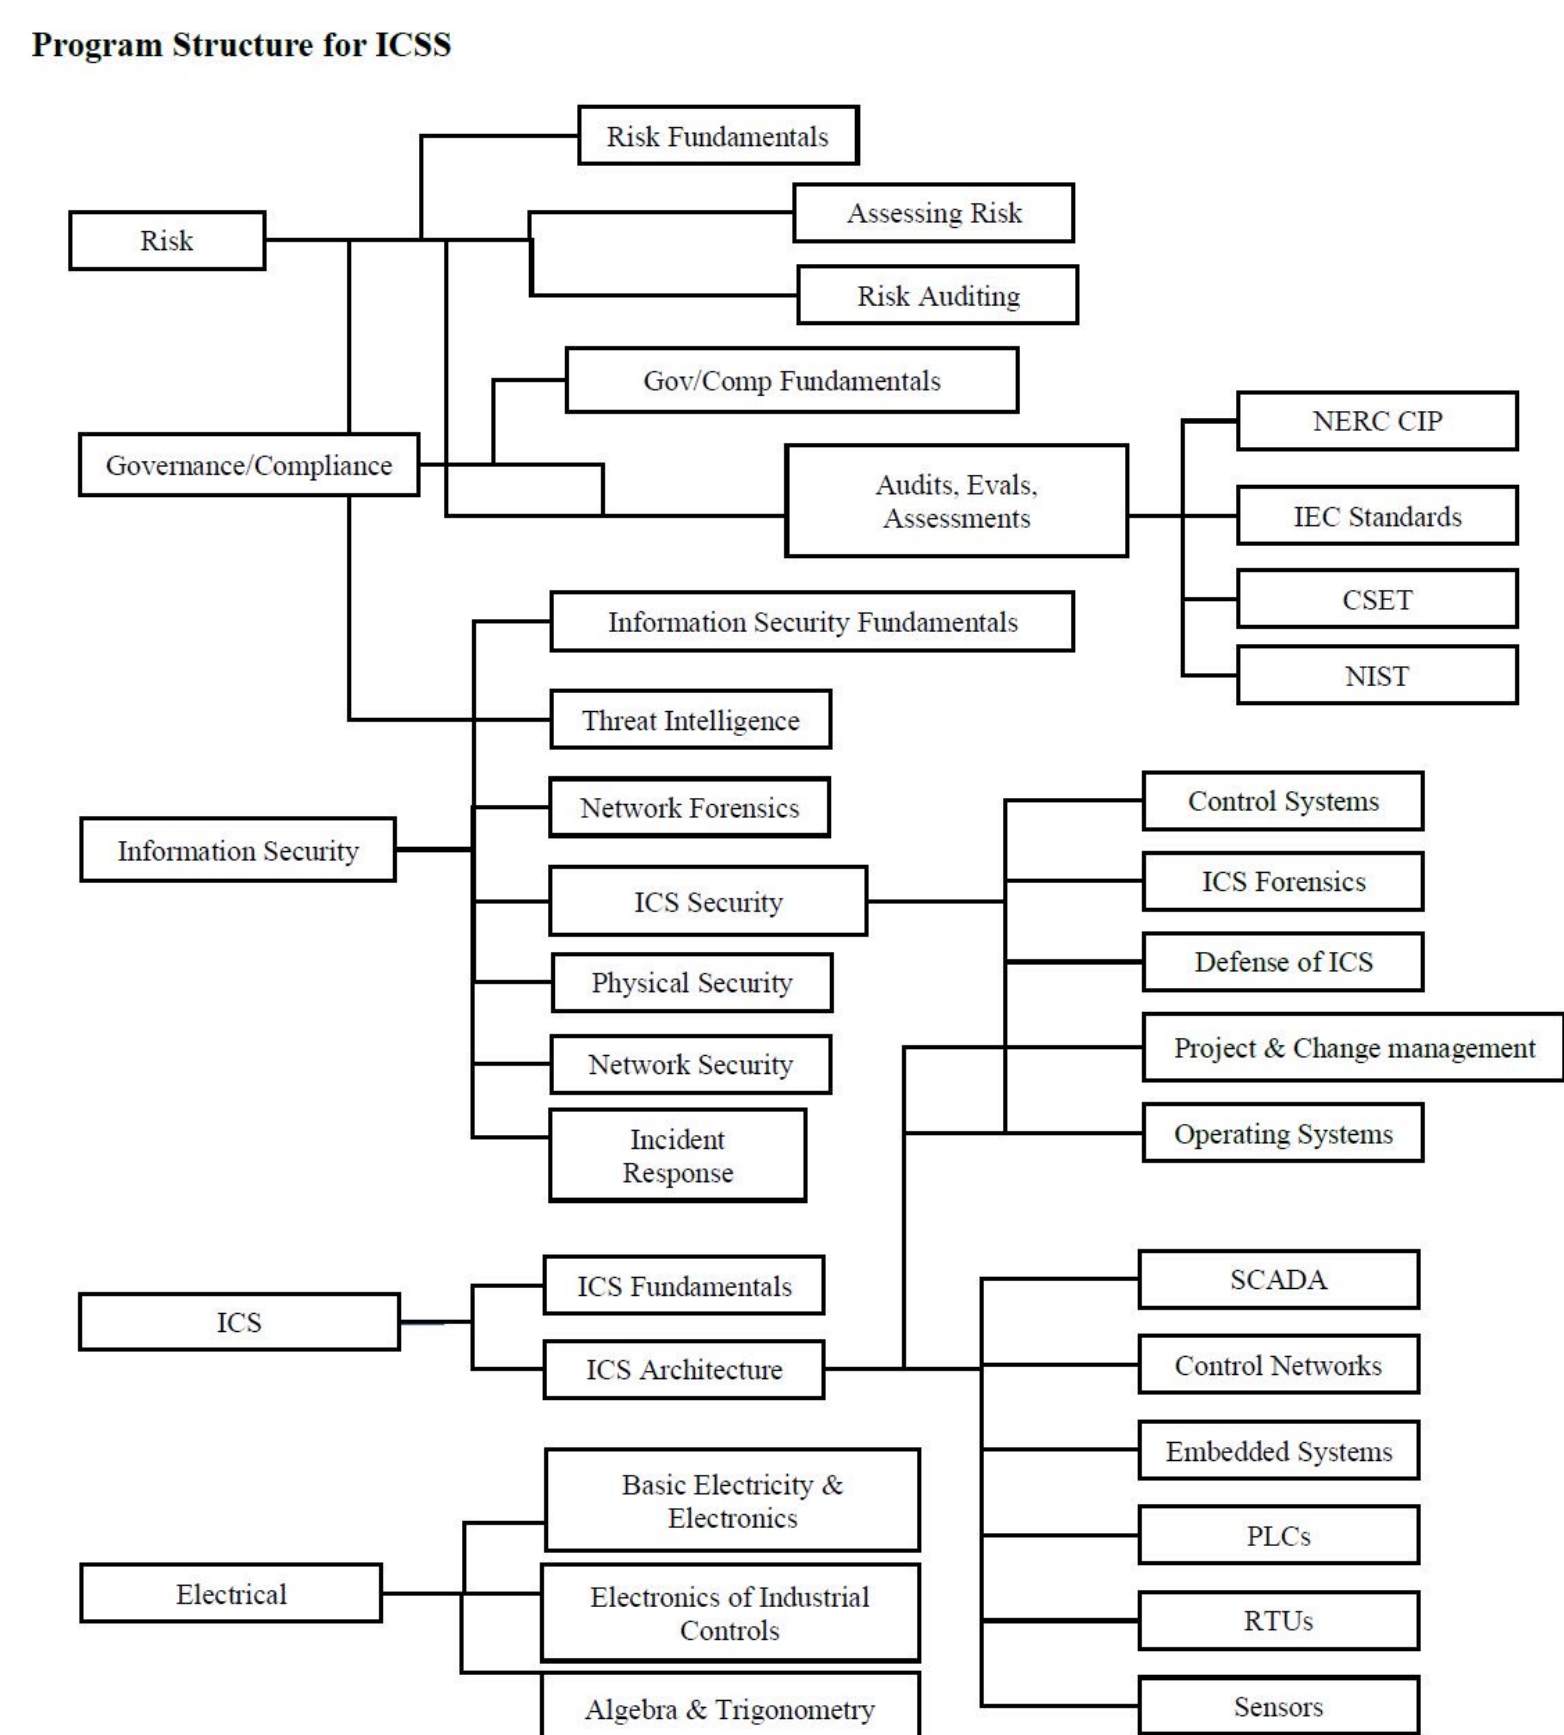 Program Structure for ICSS
Risk Fundamentals
Assessing Risk
Risk
Risk Auditing
Gov/Comp Fundamentals
NERC CIP
Governance/Compliance
Audits, Evals,
Assessments
IEC Standards
CSET
Information Security Fundamentals
NIST
Threat Intelligence
Control Systems
Network Forensics
Information Security
ICS Forensics
ICS Security
Defense of ICS
Physical Security
Project & Change management
Network Security
Operating Systems
Incident
Response
SCADA
ICS Fundamentals
ICS
Control Networks
ICS Architecture
Embedded Systems
Basic Electricity &
Electronics
PLCs
Electrical
Electronics of Industrial
Controls
RTUs
Sensors
Algebra & Trigonometry